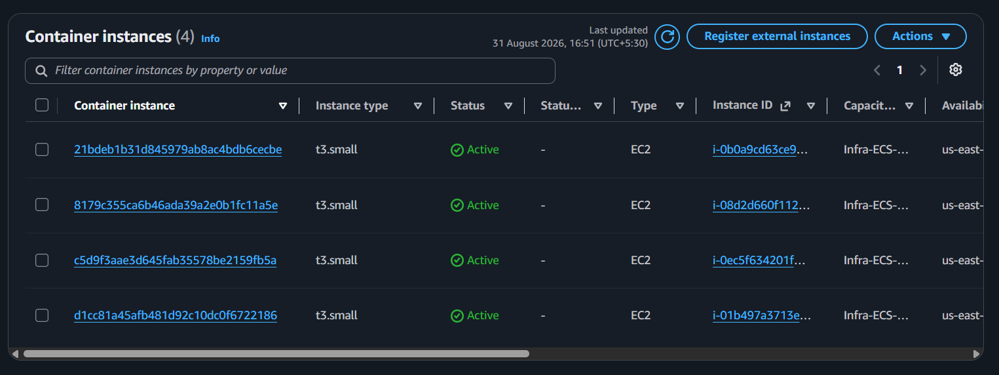 Container instances (4) Info
Last updated
31 August 2026, 16:51 (UTC+5:30)
Register external instances
Actions
Filter container instances by property or value
1
Container instance Instance type Status Statu... Type Instance ID Capacit... Availabi
21bdeb1b31d845979ab8ac4bdb6cecbe t3.small Active - EC2 i-0b0a9cd63ce9... Infra-ECS-... us-east-
8179c355ca6b46ada39a2e0b1fc11a5e t3.small Active - EC2 i-08d2d660f112... Infra-ECS-... us-east-
c5d9f3aae3d645fab35578be2159fb5a t3.small Active - EC2 i-0ec5f634201f... Infra-ECS-... us-east-
d1cc81a45afb481d92c10dc0f6722186 t3.small Active - EC2 i-01b497a3713e... Infra-ECS-... us-east-